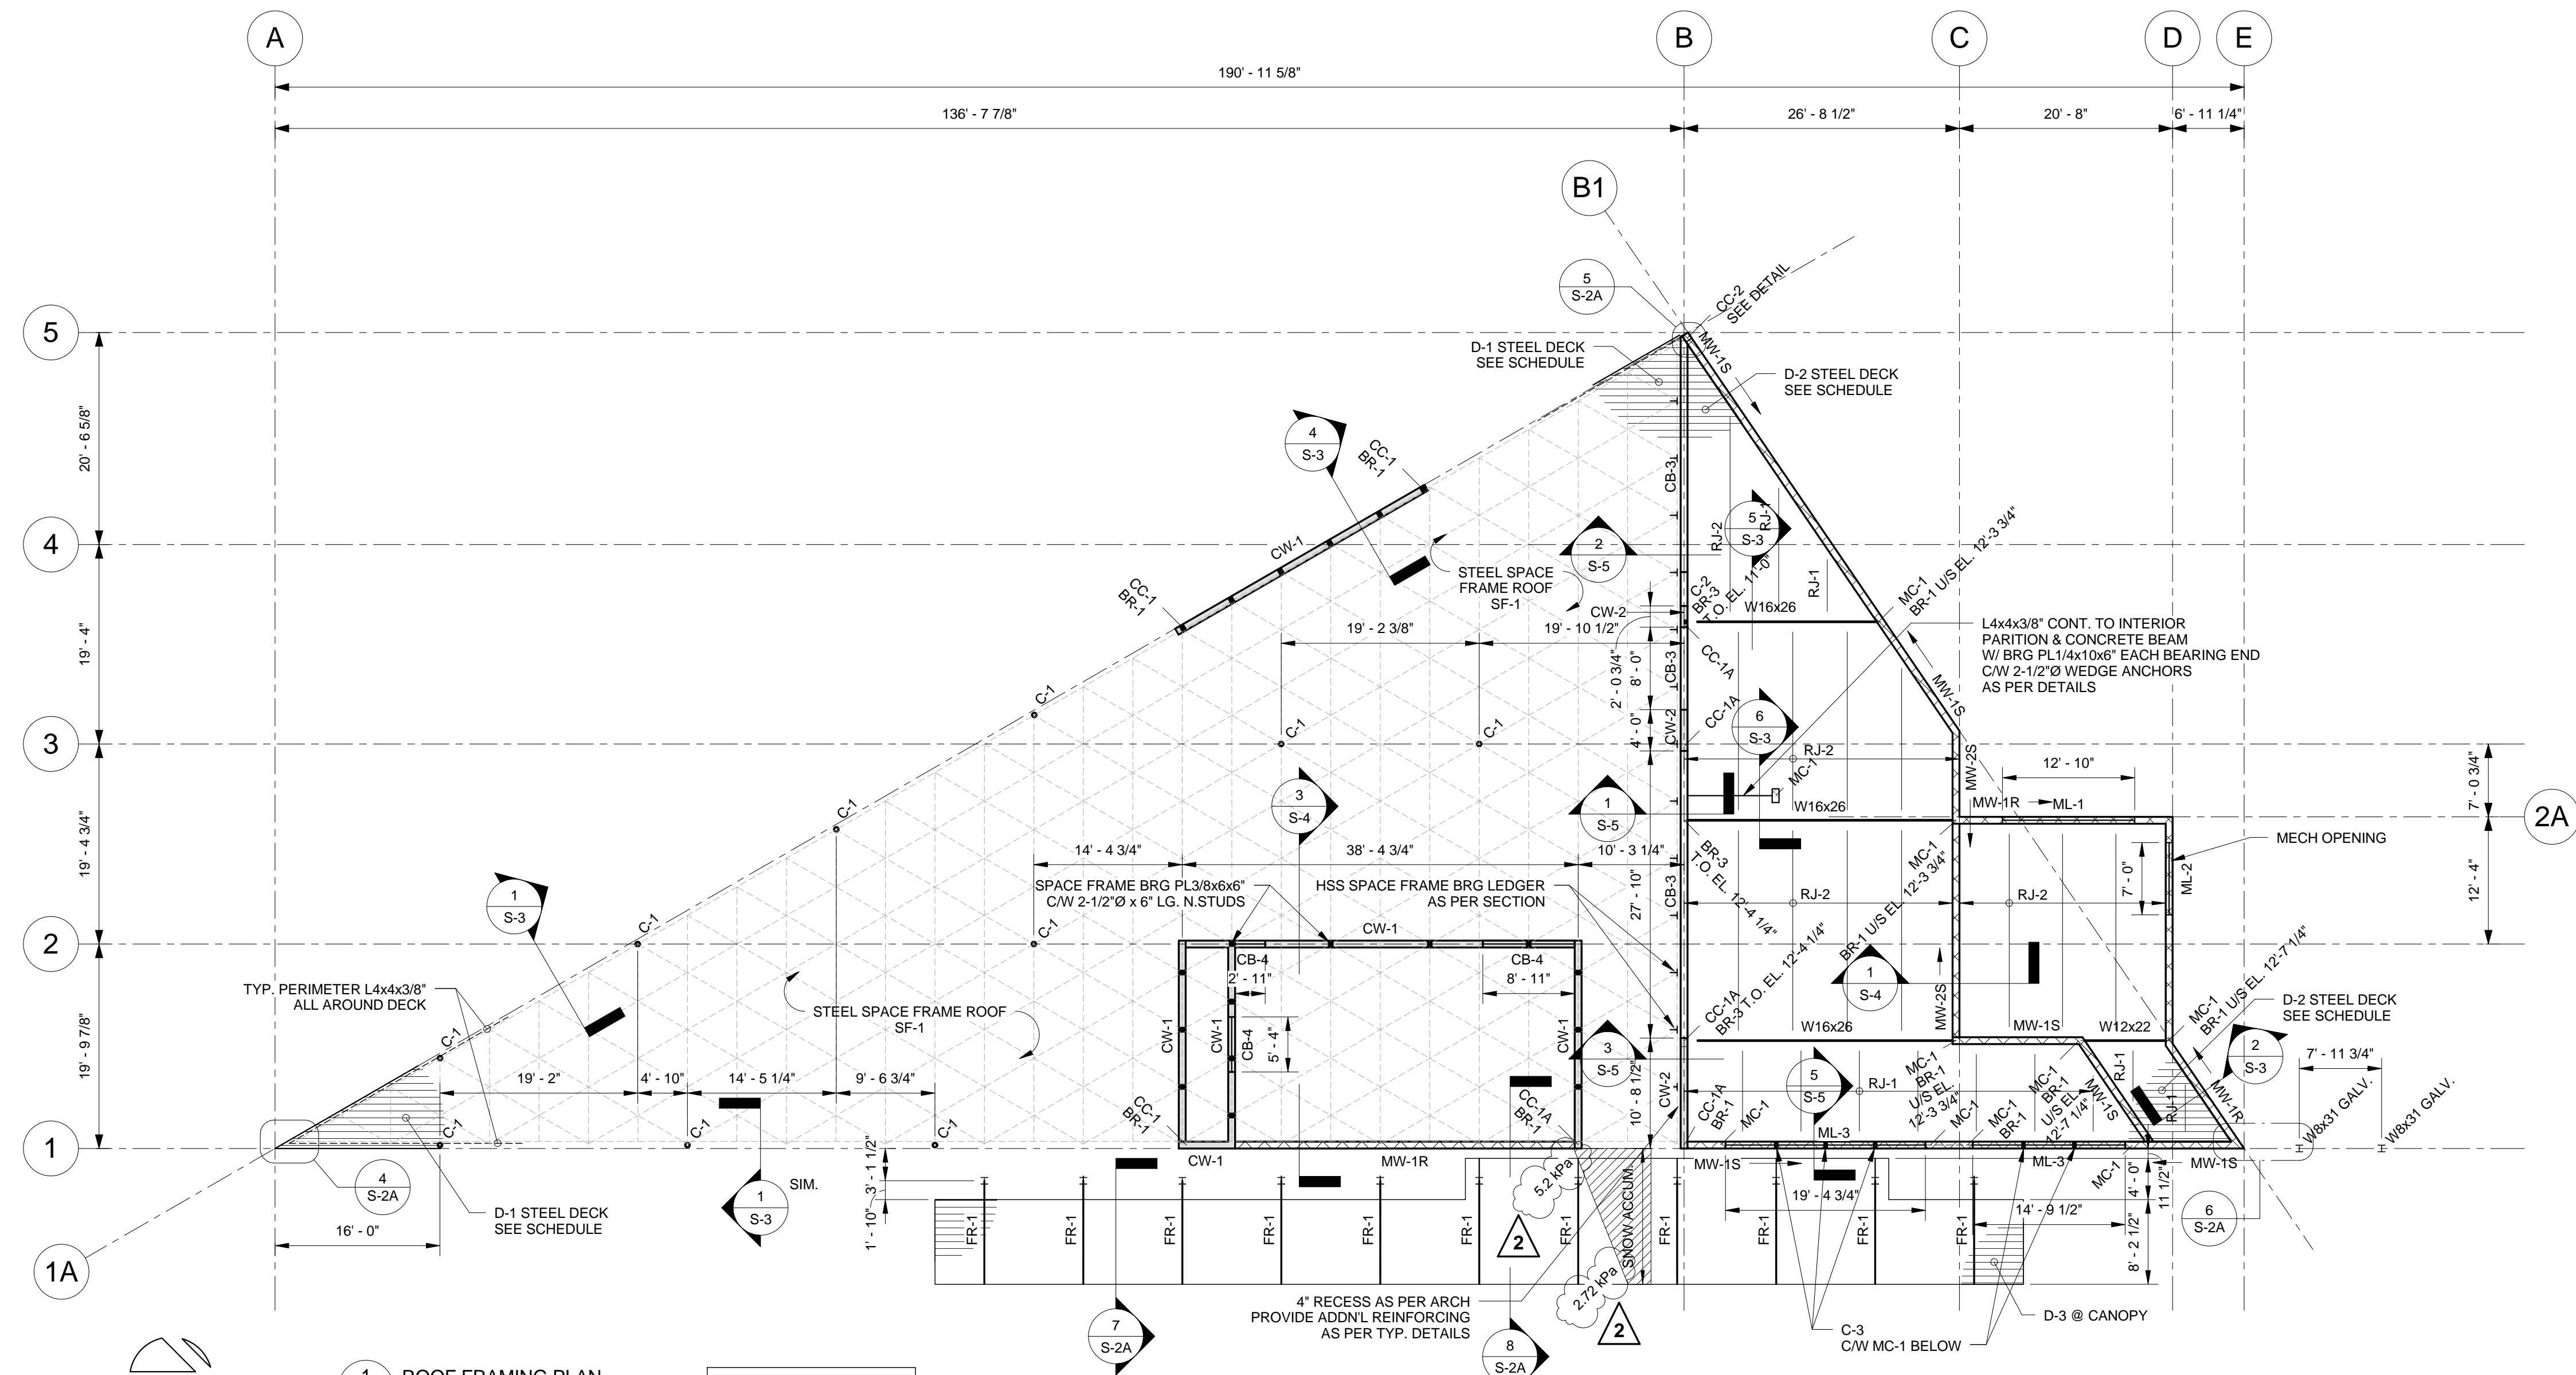 A
B
C
D
E
190' - 11 5/8"
136' - 7 7/8"
26' - 8 1/2"
20' - 8"
6' - 11 1/4"
B1
5
S-2A
CC-2
SEE DETAIL
5
D-1 STEEL DECK
SEE SCHEDULE
MW-1S
D-2 STEEL DECK
SEE SCHEDULE
20' - 6 5/8"
4
S-3
CC-1
BR-1
CB-3
RJ-2
5
S-3
RJ-1
4
CW-1
2
S-5
STEEL SPACE
FRAME ROOF
SF-1
CC-1
BR-1
C-2
BR-3
T.O. EL. 11'-0"
RJ-1
MC-1
BR-1 U/S EL. 12'-3 3/4"
W16x26
CW-2
19' - 4"
19' - 2 3/8"
19' - 10 1/2"
L4x4x3/8" CONT. TO INTERIOR
PARITION & CONCRETE BEAM
W/ BRG PL1/4x10x6" EACH BEARING END
C/W 2-1/2"Ø WEDGE ANCHORS
AS PER DETAILS
2' - 0 3/4"
8' - 0"
CB-3
CC-1A
MW-1S
C-1
CC-1A
4' - 0"
CW-2
6
S-3
3
C-1
C-1
RJ-2
MC-1
MW-2S
12' - 10"
7' - 0 3/4"
C-1
3
S-4
1
S-5
W16x26
MW-1R
ML-1
2A
19' - 4 3/4"
MECH OPENING
14' - 4 3/4"
38' - 4 3/4"
10' - 3 1/4"
BR-3
T.O. EL. 12'-4 1/4"
MC-1
BR-1 U/S EL. 12'-3 3/4"
SPACE FRAME BRG PL3/8x6x6"
C/W 2-1/2"Ø x 6" LG. N.STUDS
HSS SPACE FRAME BRG LEDGER
AS PER SECTION
27' - 10"
CB-3
RJ-2
RJ-2
7' - 0"
ML-2
12' - 4"
1
S-3
C-1
C-1
CW-1
2
CB-4
2' - 11"
CB-4
8' - 11"
1
S-4
TYP. PERIMETER L4x4x3/8"
ALL AROUND DECK
STEEL SPACE FRAME ROOF
SF-1
CC-1A
BR-3 T.O. EL. 12'-4 1/4"
MW-2S
MC-1
BR-1 U/S EL. 12'-7 1/4"
D-2 STEEL DECK
SEE SCHEDULE
C-1
CW-1
CW-1
CB-4
5' - 4"
CW-1
3
S-5
W16x26
MW-1S
W12x22
2
S-3
7' - 11 3/4"
19' - 9 7/8"
19' - 2"
4' - 10"
14' - 5 1/4"
9' - 6 3/4"
10' - 8 1/2"
CW-2
5
S-5
RJ-1
MC-1
BR-1
U/S EL.
12'-3 3/4"
MC-1
BR-1
U/S EL.
12'-7 1/4"
MW-1S
RJ-1
MW-1R
W8x31 GALV.
W8x31 GALV.
CC-1
BR-1
CC-1A
BR-1
CC-1A
BR-1
MC-1
MC-1
MC-1
BR-1
1
C-1
C-1
C-1
ML-3
CW-1
MW-1R
MW-1S
ML-3
MC-1
MW-1S
4
S-2A
SIM.
1
S-3
3' - 1 1/2"
1' - 10"
5.2 kPa
SNOW ACCUM.
19' - 4 3/4"
14' - 9 1/2"
4' - 0"
11 1/2"
8' - 2 1/2"
6
S-2A
D-1 STEEL DECK
SEE SCHEDULE
16' - 0"
FR-1
FR-1
FR-1
FR-1
FR-1
FR-1
FR-1
FR-1
FR-1
FR-1
FR-1
2
1A
2.72 kPa
2
4" RECESS AS PER ARCH
PROVIDE ADDN'L REINFORCING
AS PER TYP. DETAILS
7
S-2A
8
S-2A
C-3
C/W MC-1 BELOW
D-3 @ CANOPY
1
ROOF FRAMING PLAN